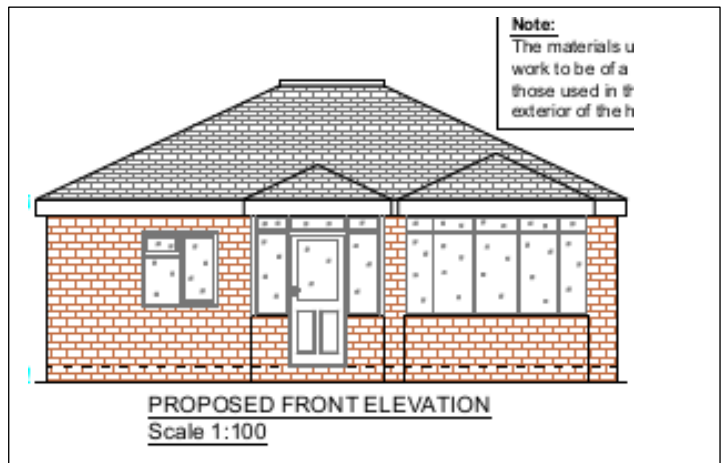 Note:
The materials u
work to be of a
those used in th
exterior of the h
PROPOSED FRONT ELEVATION
Scale 1:100